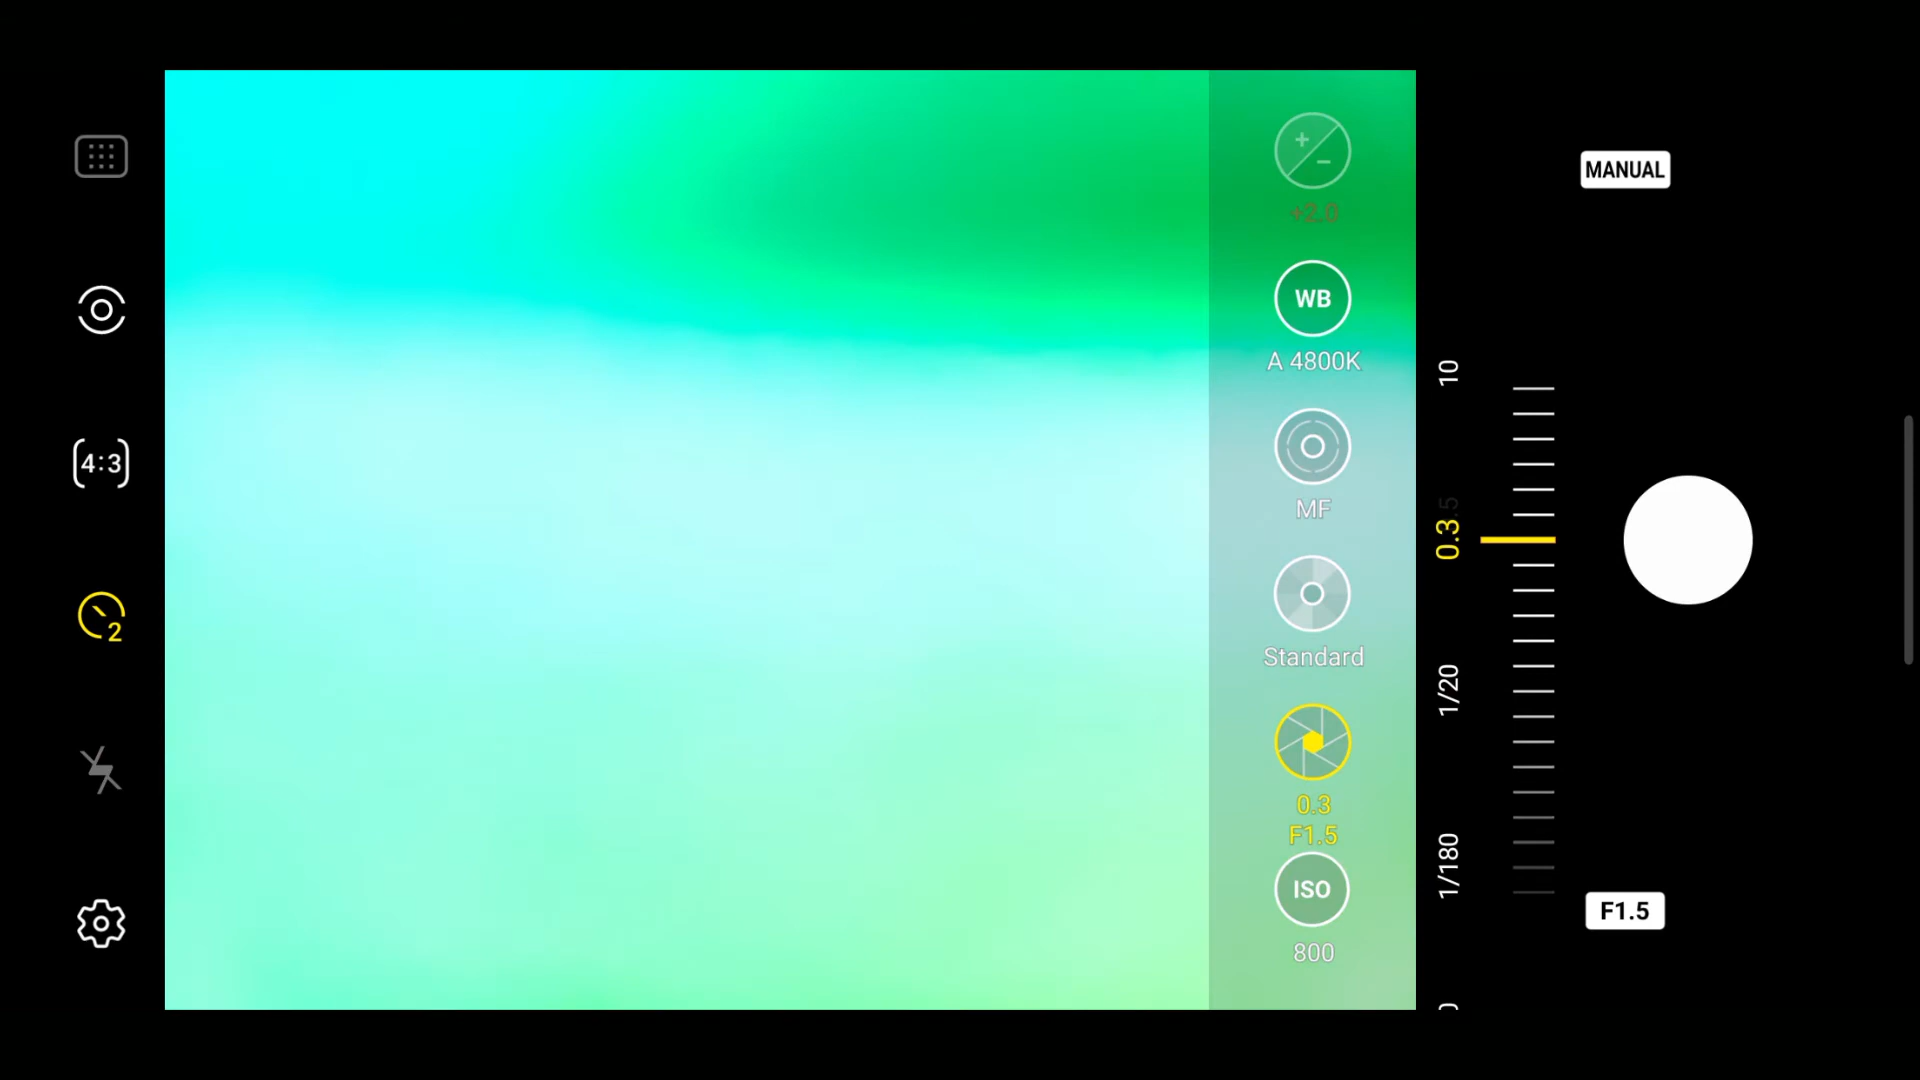 4:3
2
+2.0
WB
A 4800K
MF
Standard
0.3
F1.5
ISO
800
10
0.3
1/20
1/180
MANUAL
F1.5